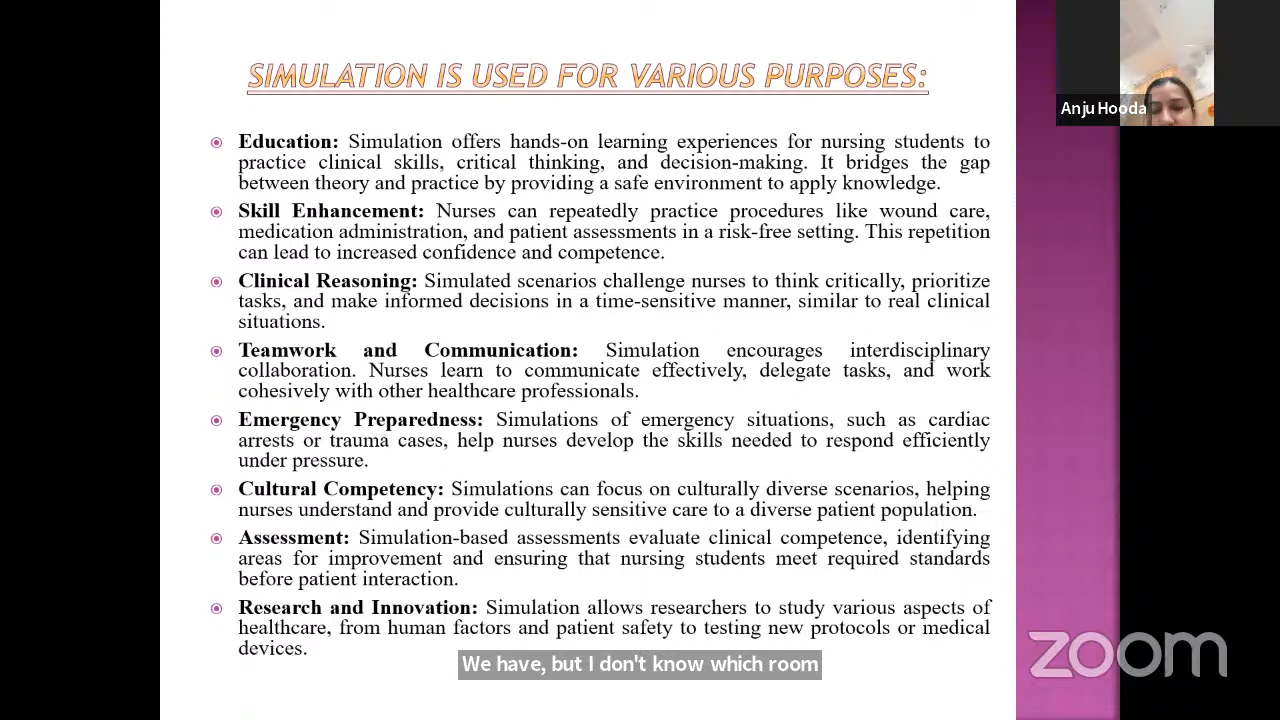 SIMULATION IS USED FOR VARIOUS PURPOSES:
Education: Simulation offers hands-on learning experiences for nursing students to
practice clinical skills, critical thinking, and decision-making. It bridges the gap
between theory and practice by providing a safe environment to apply knowledge.
Skill Enhancement: Nurses can repeatedly practice procedures like wound care,
medication administration, and patient assessments in a risk-free setting. This repetition
can lead to increased confidence and competence.
Clinical Reasoning: Simulated scenarios challenge nurses to think critically, prioritize
tasks, and make informed decisions in a time-sensitive manner, similar to real clinical
situations.
Teamwork and Communication: Simulation encourages interdisciplinary
collaboration. Nurses learn to communicate effectively, delegate tasks, and work
cohesively with other healthcare professionals.
Emergency Preparedness: Simulations of emergency situations, such as cardiac
arrests or trauma cases, help nurses develop the skills needed to respond efficiently
under pressure.
Cultural Competency: Simulations can focus on culturally diverse scenarios, helping
nurses understand and provide culturally sensitive care to a diverse patient population.
Assessment: Simulation-based assessments evaluate clinical competence, identifying
areas for improvement and ensuring that nursing students meet required standards
before patient interaction.
Research and Innovation: Simulation allows researchers to study various aspects of
healthcare, from human factors and patient safety to testing new protocols or medical
devices.
We have, but I don't know which room
Anju Hooda
zoom